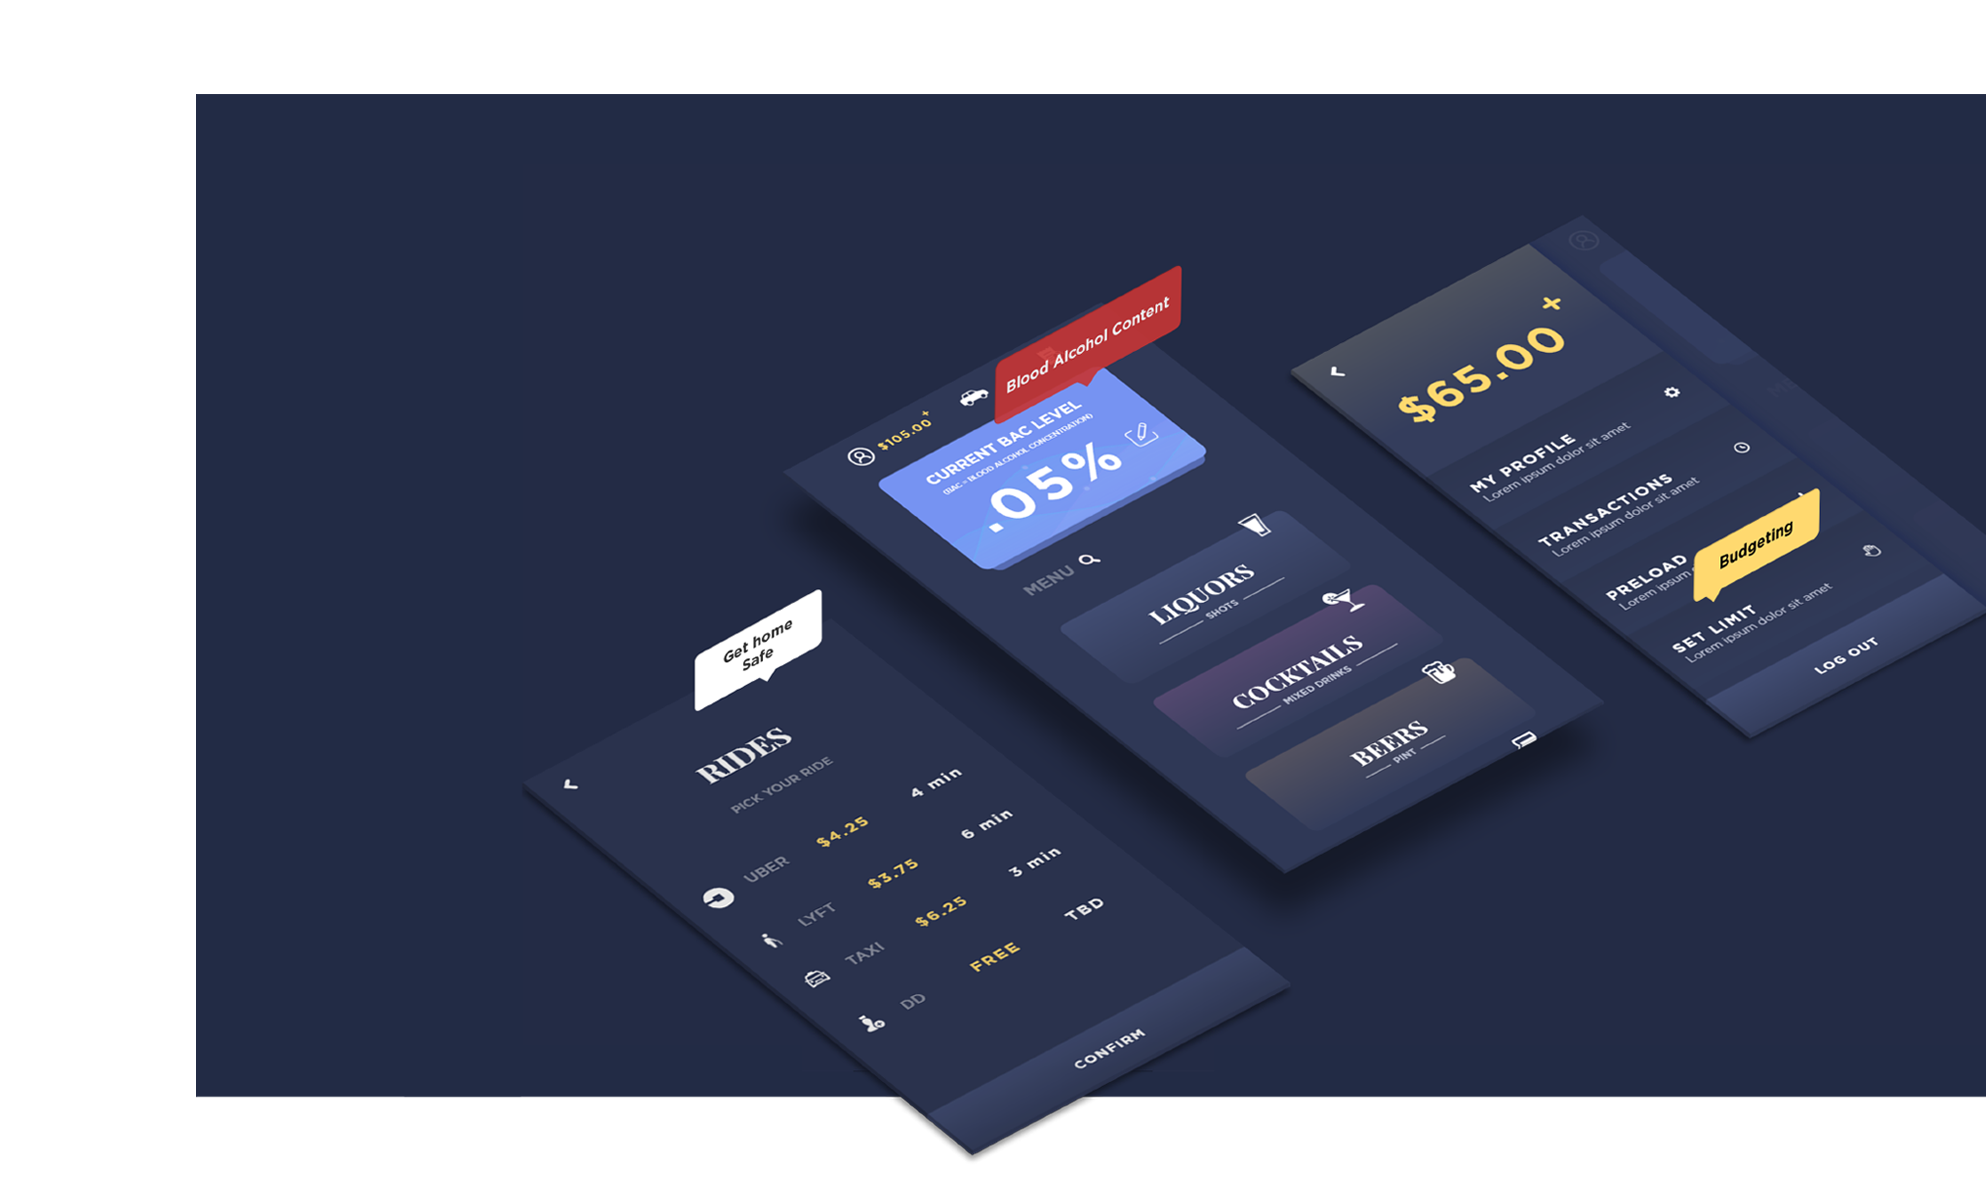 Get home
Safe
RIDES
PICK YOUR RIDE
UBER $4.25 4 min
LYFT $3.75 6 min
TAXI $6.25 3 min
DD FREE TBD
CONFIRM
Blood Alcohol Content
$105.00+
CURRENT BAC LEVEL
(BAC = BLOOD ALCOHOL CONCENTRATION)
.05%
MENU
LIQUORS
SHOTS
COCKTAILS
MIXED DRINKS
BEERS
PINT
$65.00+
MY PROFILE
Lorem ipsum dolor sit amet
TRANSACTIONS
Lorem ipsum dolor sit amet
Budgeting
PRELOAD
Lorem ipsum
SET LIMIT
Lorem ipsum dolor sit amet
LOG OUT